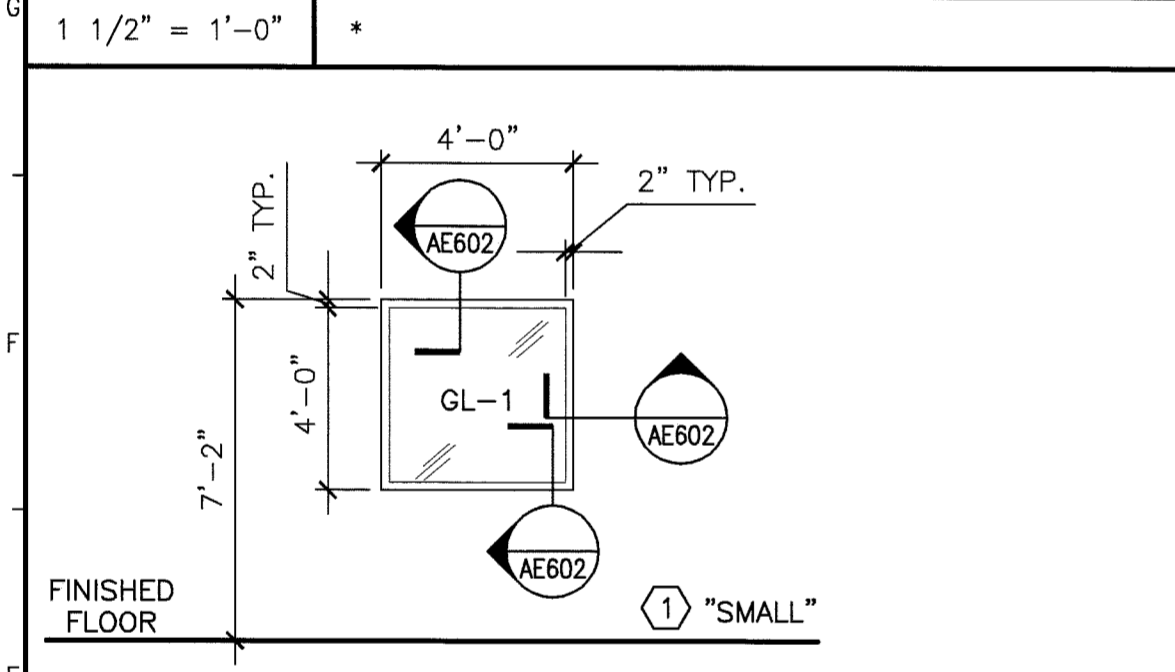 G
1 1/2" = 1'-0"
*
4'-0"
2" TYP.
2" TYP.
AE602
F
4'-0"
GL-1
7'-2"
AE602
AE602
FINISHED
FLOOR
1 "SMALL"